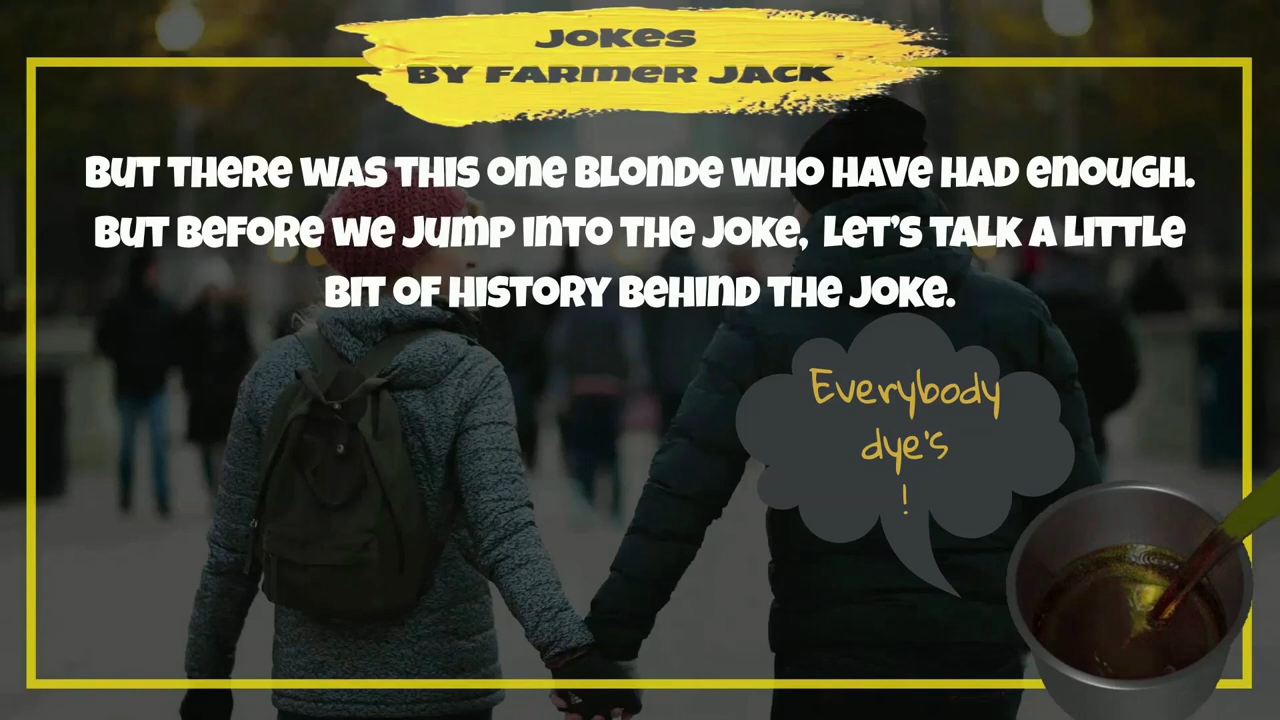 JOKES
BY FARMER JACK
BUT THERE WAS THIS ONE BLONDE WHO HAVE HAD ENOUGH.
BUT BEFORE WE JUMP INTO THE JOKE, LET'S TALK A LITTLE
BIT OF HISTORY BEHIND THE JOKE.
Everybody
dye's
!